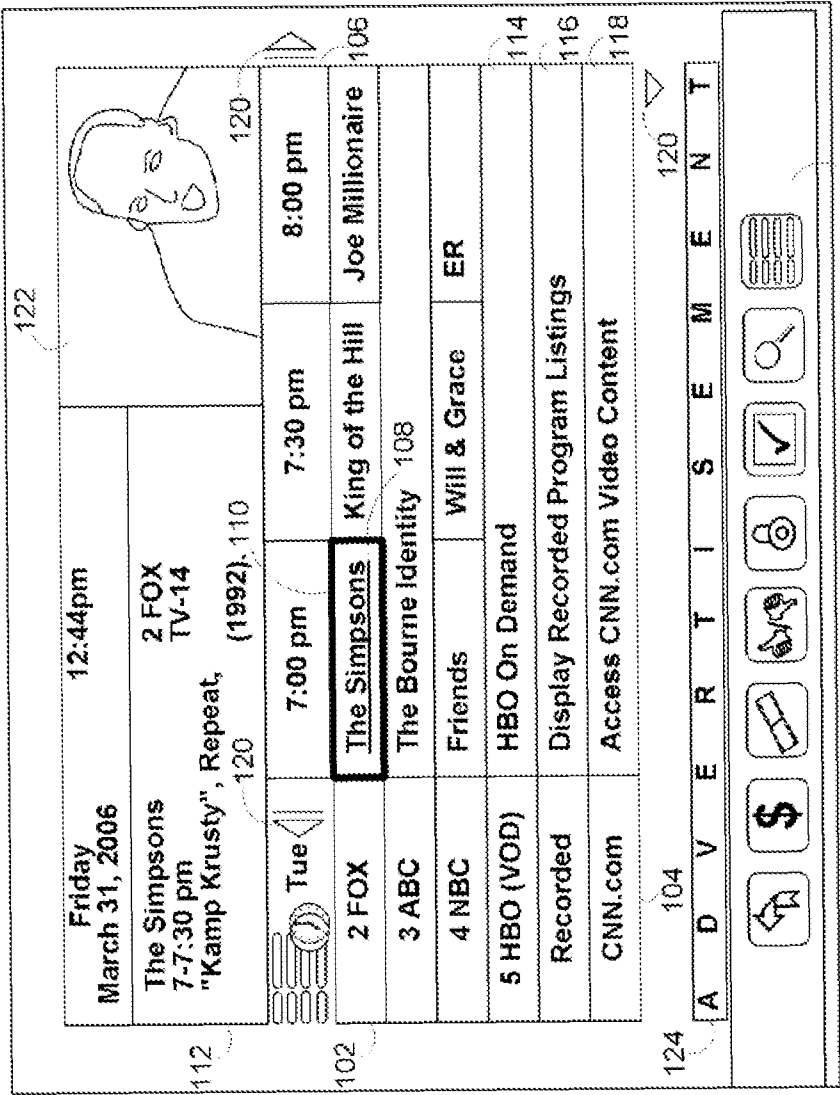 122
Friday
March 31, 2006
12:44pm
The Simpsons
7-7:30 pm
2 FOX
TV-14
"Kamp Krusty", Repeat,
(1992).
110
112
120
120
Tue
7:00 pm
7:30 pm
8:00 pm
106
102
2 FOX
The Simpsons
King of the Hill
Joe Millionaire
108
3 ABC
The Bourne Identity
4 NBC
Friends
Will & Grace
ER
5 HBO (VOD)
HBO On Demand
114
Recorded
Display Recorded Program Listings
116
CNN.com
Access CNN.com Video Content
118
104
120
124
A D V E R T I S E M E N T
$